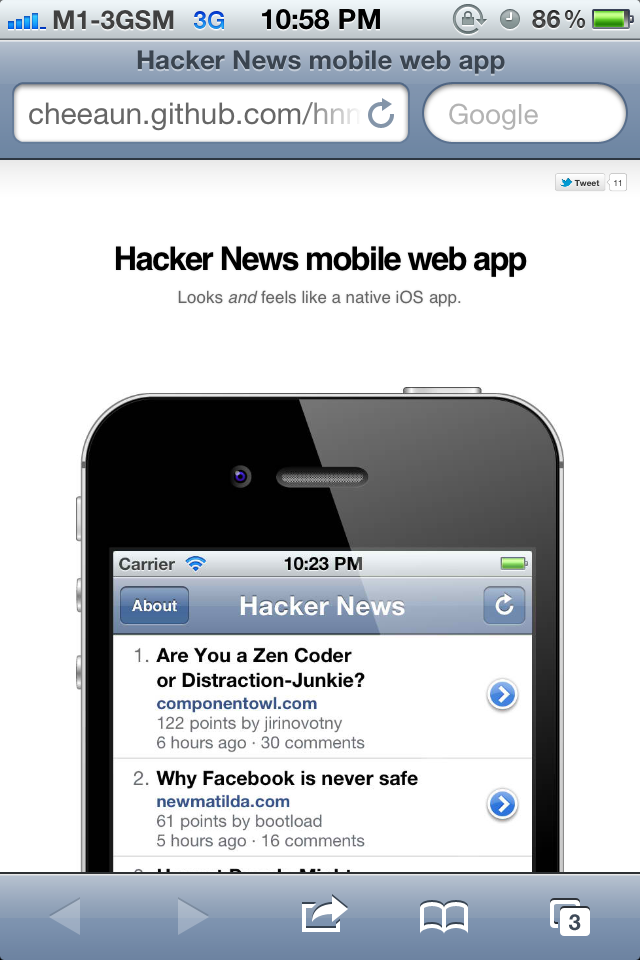 M1-3GSM 3G 10:58 PM 86%
Hacker News mobile web app
cheeaun.github.com/hnn
Google
Tweet 11
Hacker News mobile web app
Looks and feels like a native iOS app.
Carrier 10:23 PM
About Hacker News
1. Are You a Zen Coder
or Distraction-Junkie?
componentowl.com
122 points by jirinovotny
6 hours ago · 30 comments
2. Why Facebook is never safe
newmatilda.com
61 points by bootload
5 hours ago · 16 comments
3